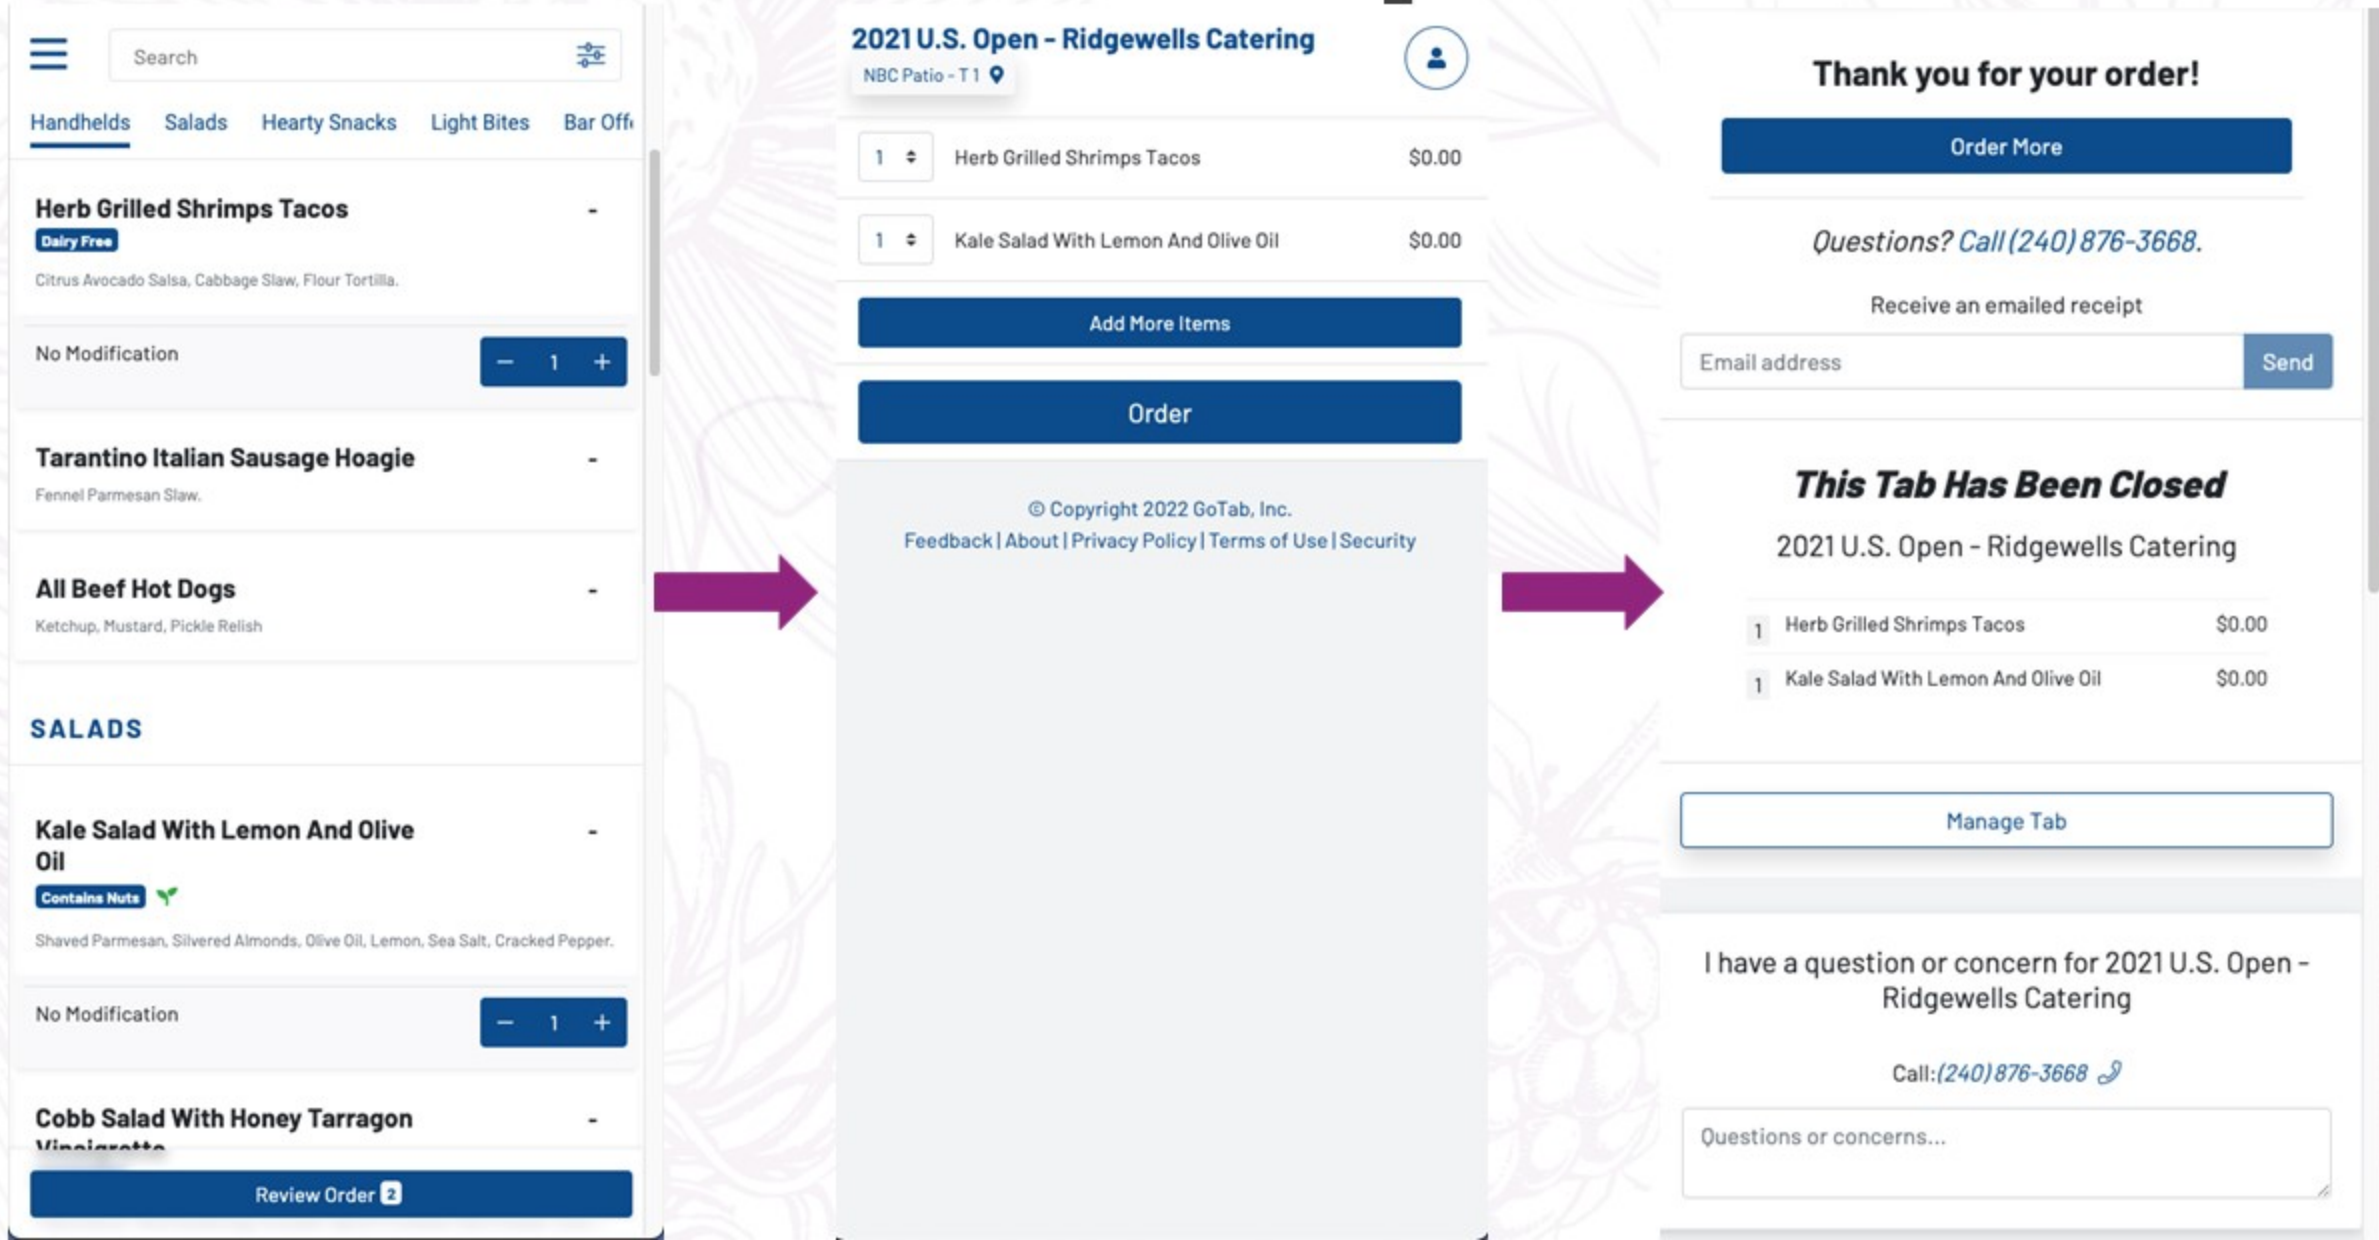 Search
Handhelds Salads Hearty Snacks Light Bites Bar Off
Herb Grilled Shrimps Tacos -
Dairy Free
Citrus Avocado Salsa, Cabbage Slaw, Flour Tortilla.
No Modification − 1 +
Tarantino Italian Sausage Hoagie -
Fennel Parmesan Slaw.
All Beef Hot Dogs -
Ketchup, Mustard, Pickle Relish
SALADS
Kale Salad With Lemon And Olive -
Oil
Contains Nuts
Shaved Parmesan, Silvered Almonds, Olive Oil, Lemon, Sea Salt, Cracked Pepper.
No Modification − 1 +
Cobb Salad With Honey Tarragon -
Vinaigrette
Review Order 2
2021 U.S. Open - Ridgewells Catering
NBC Patio - T 1
1 Herb Grilled Shrimps Tacos $0.00
1 Kale Salad With Lemon And Olive Oil $0.00
Add More Items
Order
© Copyright 2022 GoTab, Inc.
Feedback | About | Privacy Policy | Terms of Use | Security
Thank you for your order!
Order More
Questions? Call (240) 876-3668.
Receive an emailed receipt
Email address Send
This Tab Has Been Closed
2021 U.S. Open - Ridgewells Catering
1 Herb Grilled Shrimps Tacos $0.00
1 Kale Salad With Lemon And Olive Oil $0.00
Manage Tab
I have a question or concern for 2021 U.S. Open -
Ridgewells Catering
Call:(240) 876-3668
Questions or concerns...